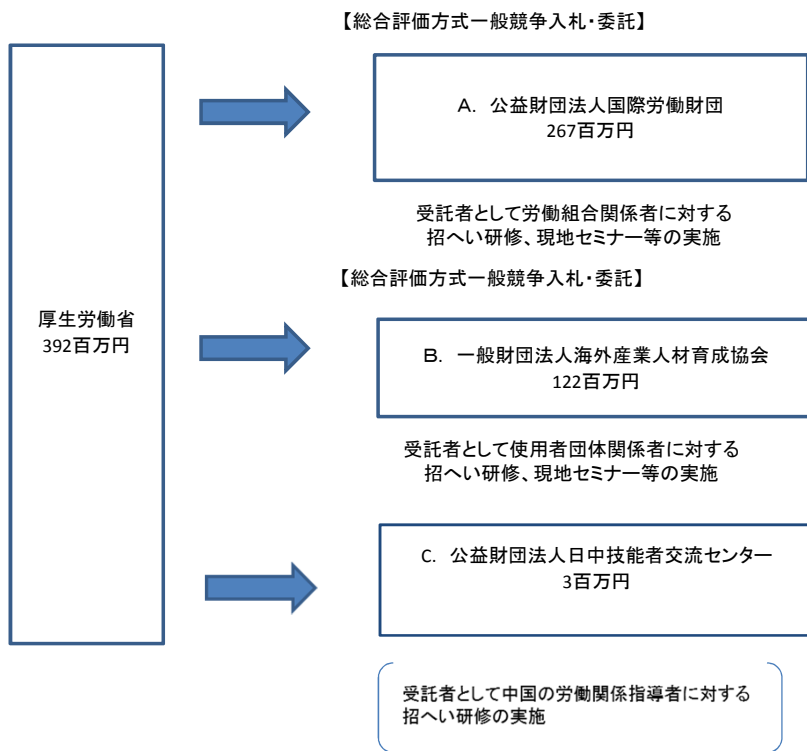 【総合評価方式一般競争入札・委託】
A. 公益財団法人国際労働財団
267百万円
受託者として労働組合関係者に対する
招へい研修、現地セミナー等の実施
【総合評価方式一般競争入札・委託】
厚生労働省
392百万円
B. 一般財団法人海外産業人材育成協会
122百万円
受託者として使用者団体関係者に対する
招へい研修、現地セミナー等の実施
C. 公益財団法人日中技能者交流センター
3百万円
受託者として中国の労働関係指導者に対する
招へい研修の実施